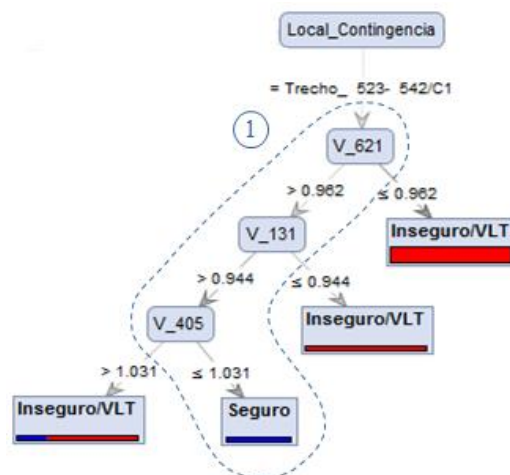 Local_Contingencia
= Trecho_ 523- 542/C1
1
V_621
> 0.962
≤ 0.962
V_131
Inseguro/VLT
> 0.944
≤ 0.944
V_405
Inseguro/VLT
> 1.031
≤ 1.031
Inseguro/VLT
Seguro